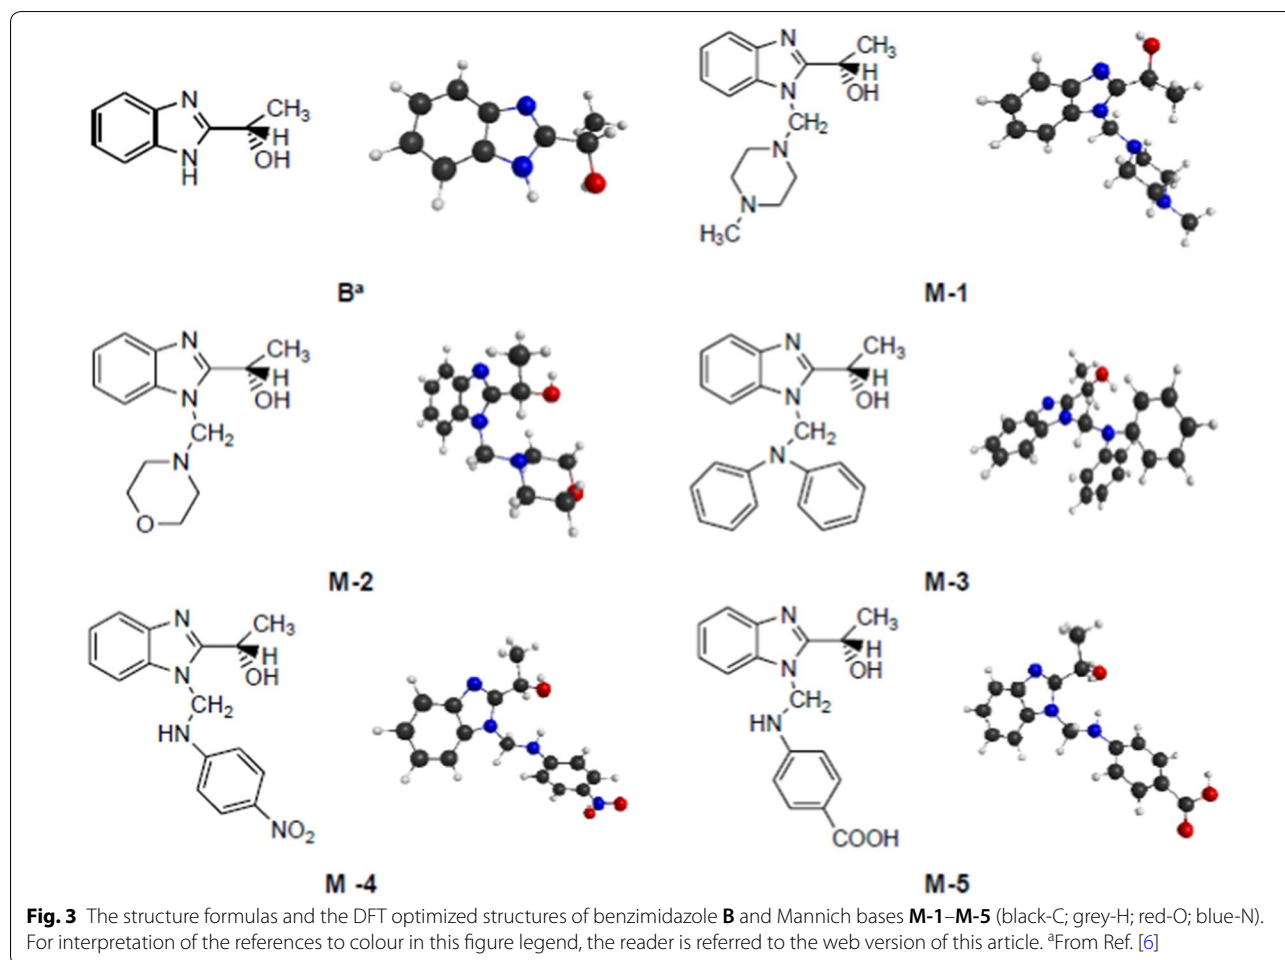 N
CH3
H
OH
N
H
Bª
N
CH3
H
OH
N
CH2
N
N
H3C
M-1
N
CH3
H
OH
N
CH2
N
O
M-2
N
CH3
H
OH
N
CH2
N
M-3
N
CH3
H
OH
N
CH2
HN
NO2
M -4
N
CH3
H
OH
N
CH2
HN
COOH
M-5
Fig. 3 The structure formulas and the DFT optimized structures of benzimidazole B and Mannich bases M-1–M-5 (black-C; grey-H; red-O; blue-N).
For interpretation of the references to colour in this figure legend, the reader is referred to the web version of this article. ªFrom Ref. [6]